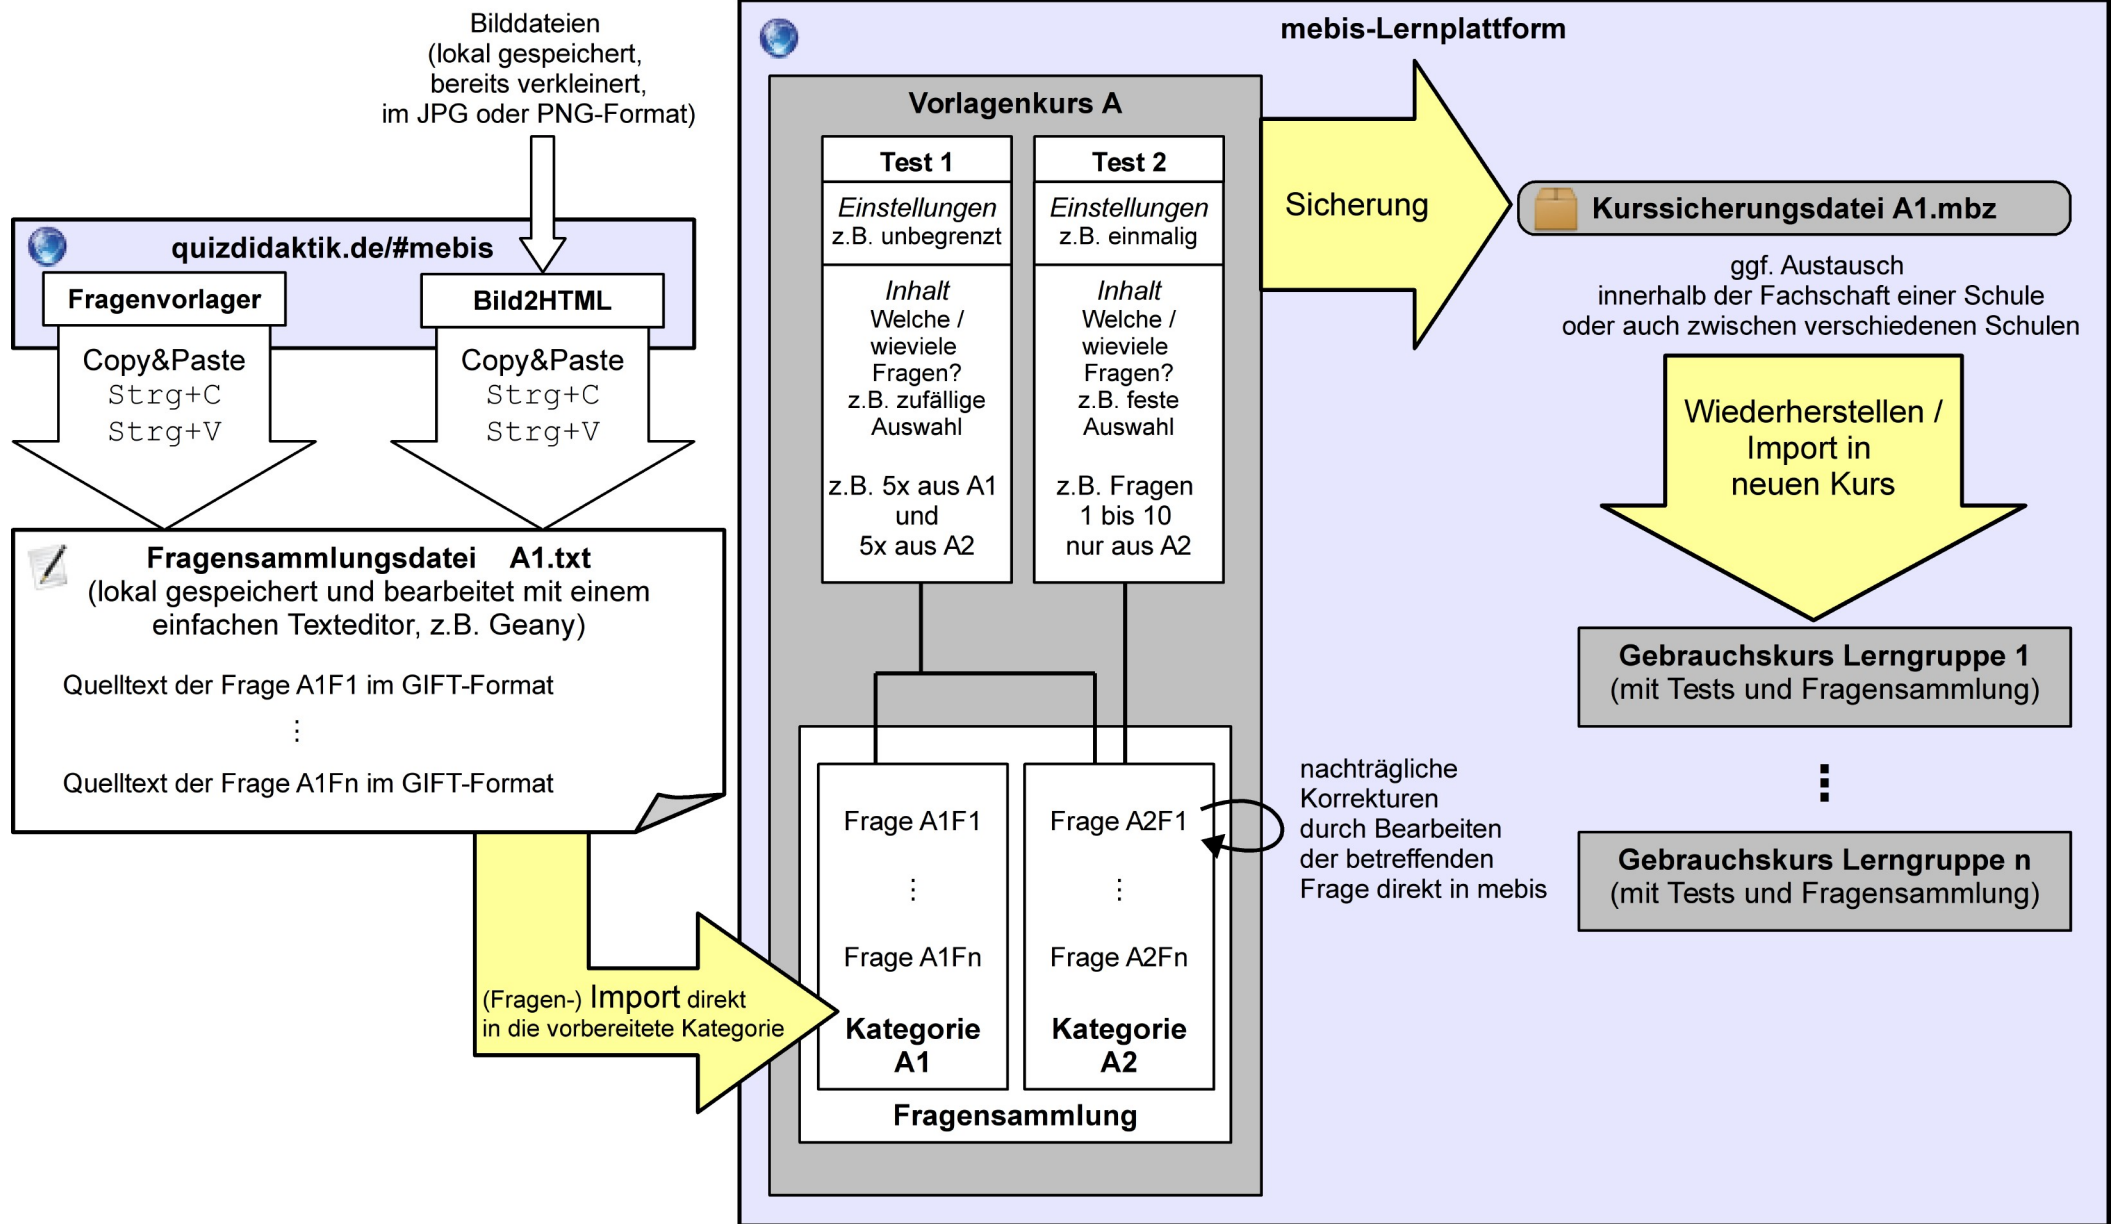 Bilddateien
(lokal gespeichert,
bereits verkleinert,
im JPG oder PNG-Format)
quizdidaktik.de/#mebis
Fragenvorlager
Bild2HTML
Copy&Paste
Strg+C
Strg+V
Copy&Paste
Strg+C
Strg+V
Fragensammlungsdatei A1.txt
(lokal gespeichert und bearbeitet mit einem
einfachen Texteditor, z.B. Geany)
Quelltext der Frage A1F1 im GIFT-Format
⋮
Quelltext der Frage A1Fn im GIFT-Format
(Fragen-) Import direkt
in die vorbereitete Kategorie
mebis-Lernplattform
Vorlagenkurs A
Test 1
Einstellungen
z.B. unbegrenzt
Inhalt
Welche /
wieviele
Fragen?
z.B. zufällige
Auswahl
z.B. 5x aus A1
und
5x aus A2
Test 2
Einstellungen
z.B. einmalig
Inhalt
Welche /
wieviele
Fragen?
z.B. feste
Auswahl
z.B. Fragen
1 bis 10
nur aus A2
Frage A1F1
⋮
Frage A1Fn
Kategorie
A1
Frage A2F1
⋮
Frage A2Fn
Kategorie
A2
Fragensammlung
nachträgliche
Korrekturen
durch Bearbeiten
der betreffenden
Frage direkt in mebis
Sicherung
Kurssicherungsdatei A1.mbz
ggf. Austausch
innerhalb der Fachschaft einer Schule
oder auch zwischen verschiedenen Schulen
Wiederherstellen /
Import in
neuen Kurs
Gebrauchskurs Lerngruppe 1
(mit Tests und Fragensammlung)
⋮
Gebrauchskurs Lerngruppe n
(mit Tests und Fragensammlung)